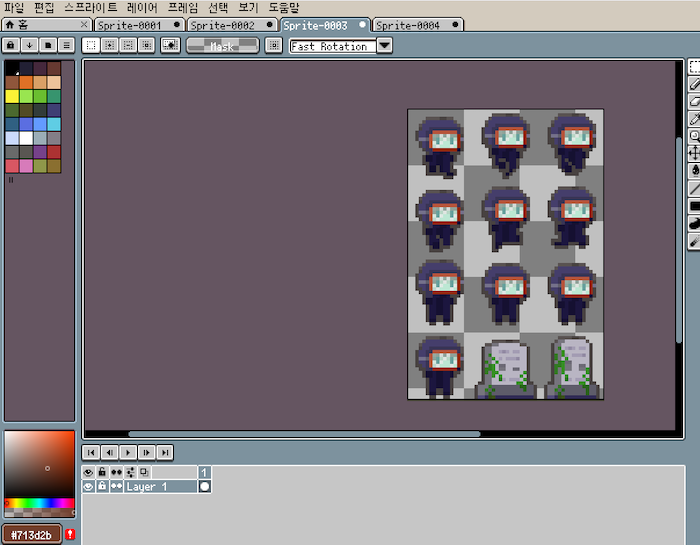 파일 편집 스프라이트 레이어 프레임 선택 보기 도움말
홈 Sprite-0001 Sprite-0002 Sprite-0003 Sprite-0004
Mask Fast Rotation
1
Layer 1
#713d2b